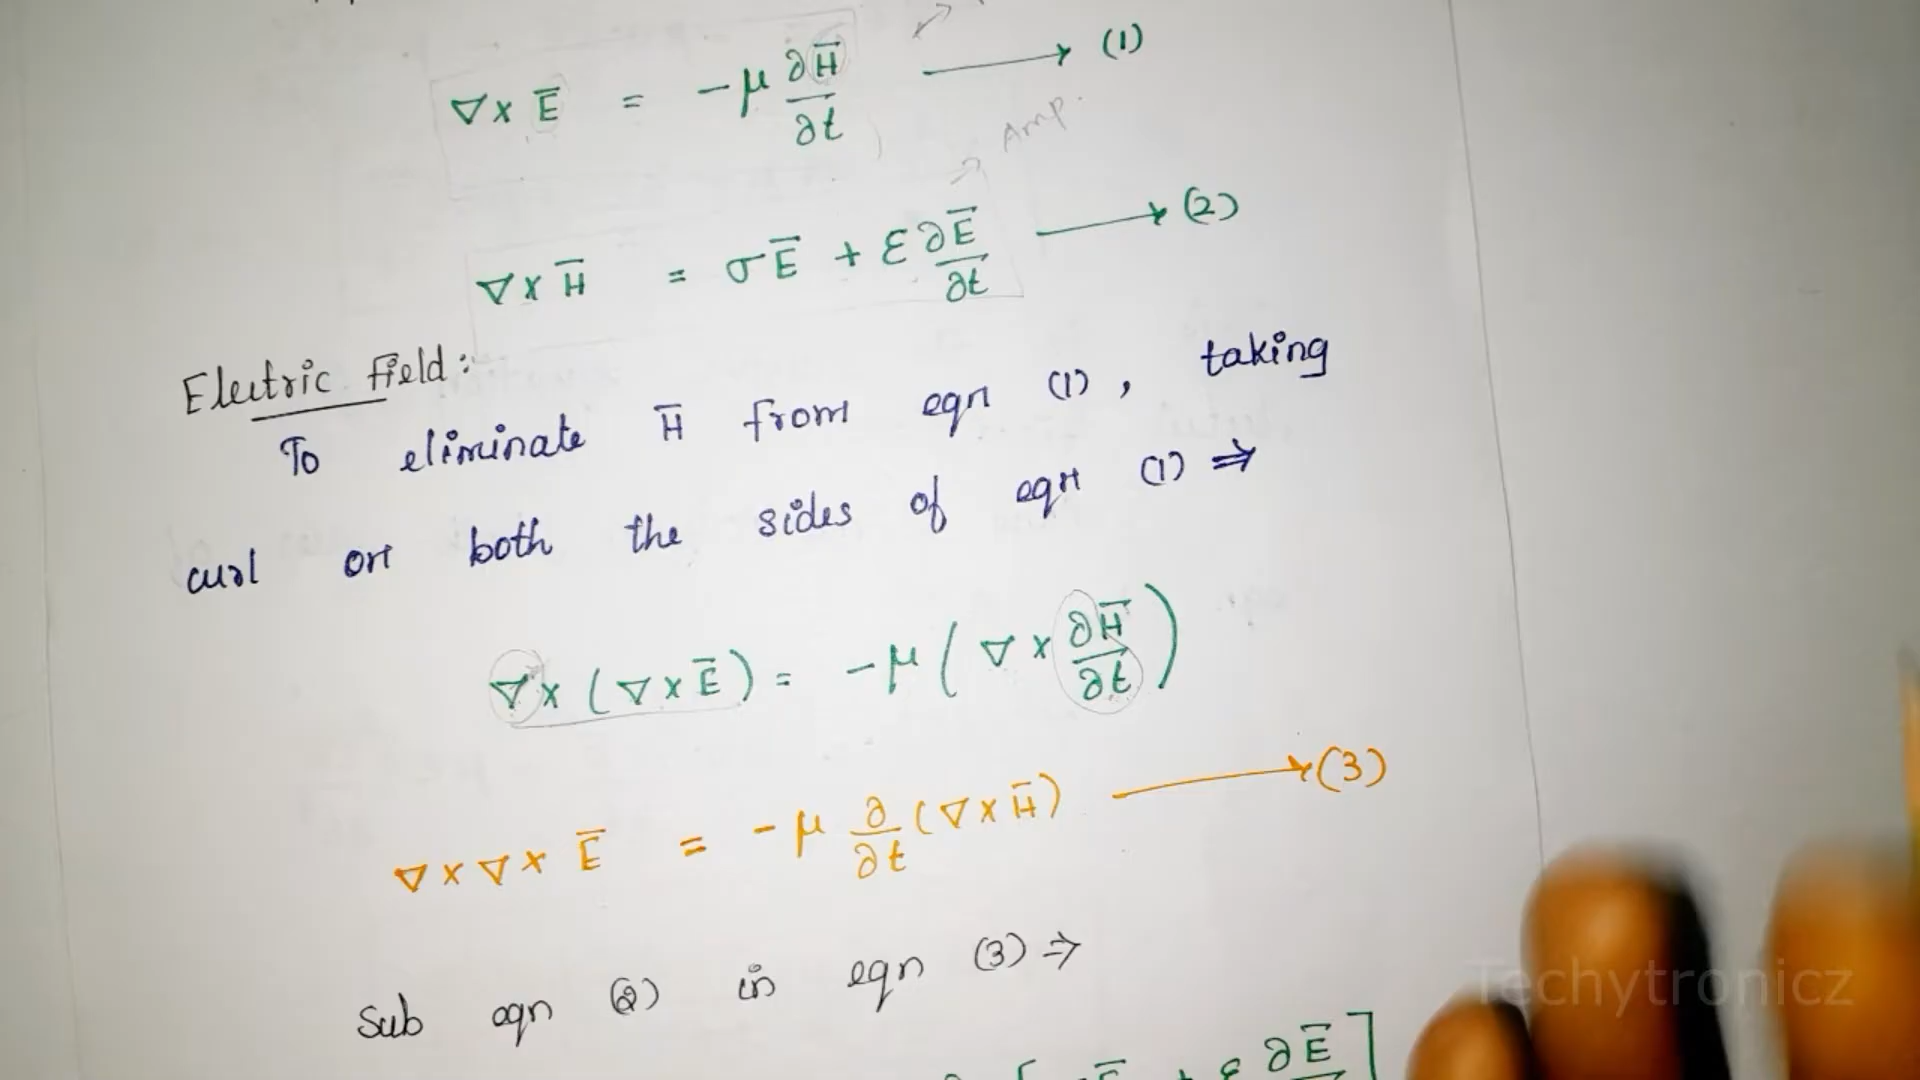 ∇ × E̅ = -μ ∂H̅/∂t → (1)
Amp.
∇ × H̅ = σE̅ + ε ∂E̅/∂t → (2)
Electric Field:
To eliminate H̅ from eqn (1), taking
curl on both the sides of eqn (1) ⇒
∇ × (∇ × E̅) = -μ (∇ × ∂H̅/∂t)
∇ × ∇ × E̅ = -μ ∂/∂t (∇ × H̅) → (3)
Sub eqn (2) in eqn (3) ⇒
Techytronicz
+ ε ∂E̅ ]